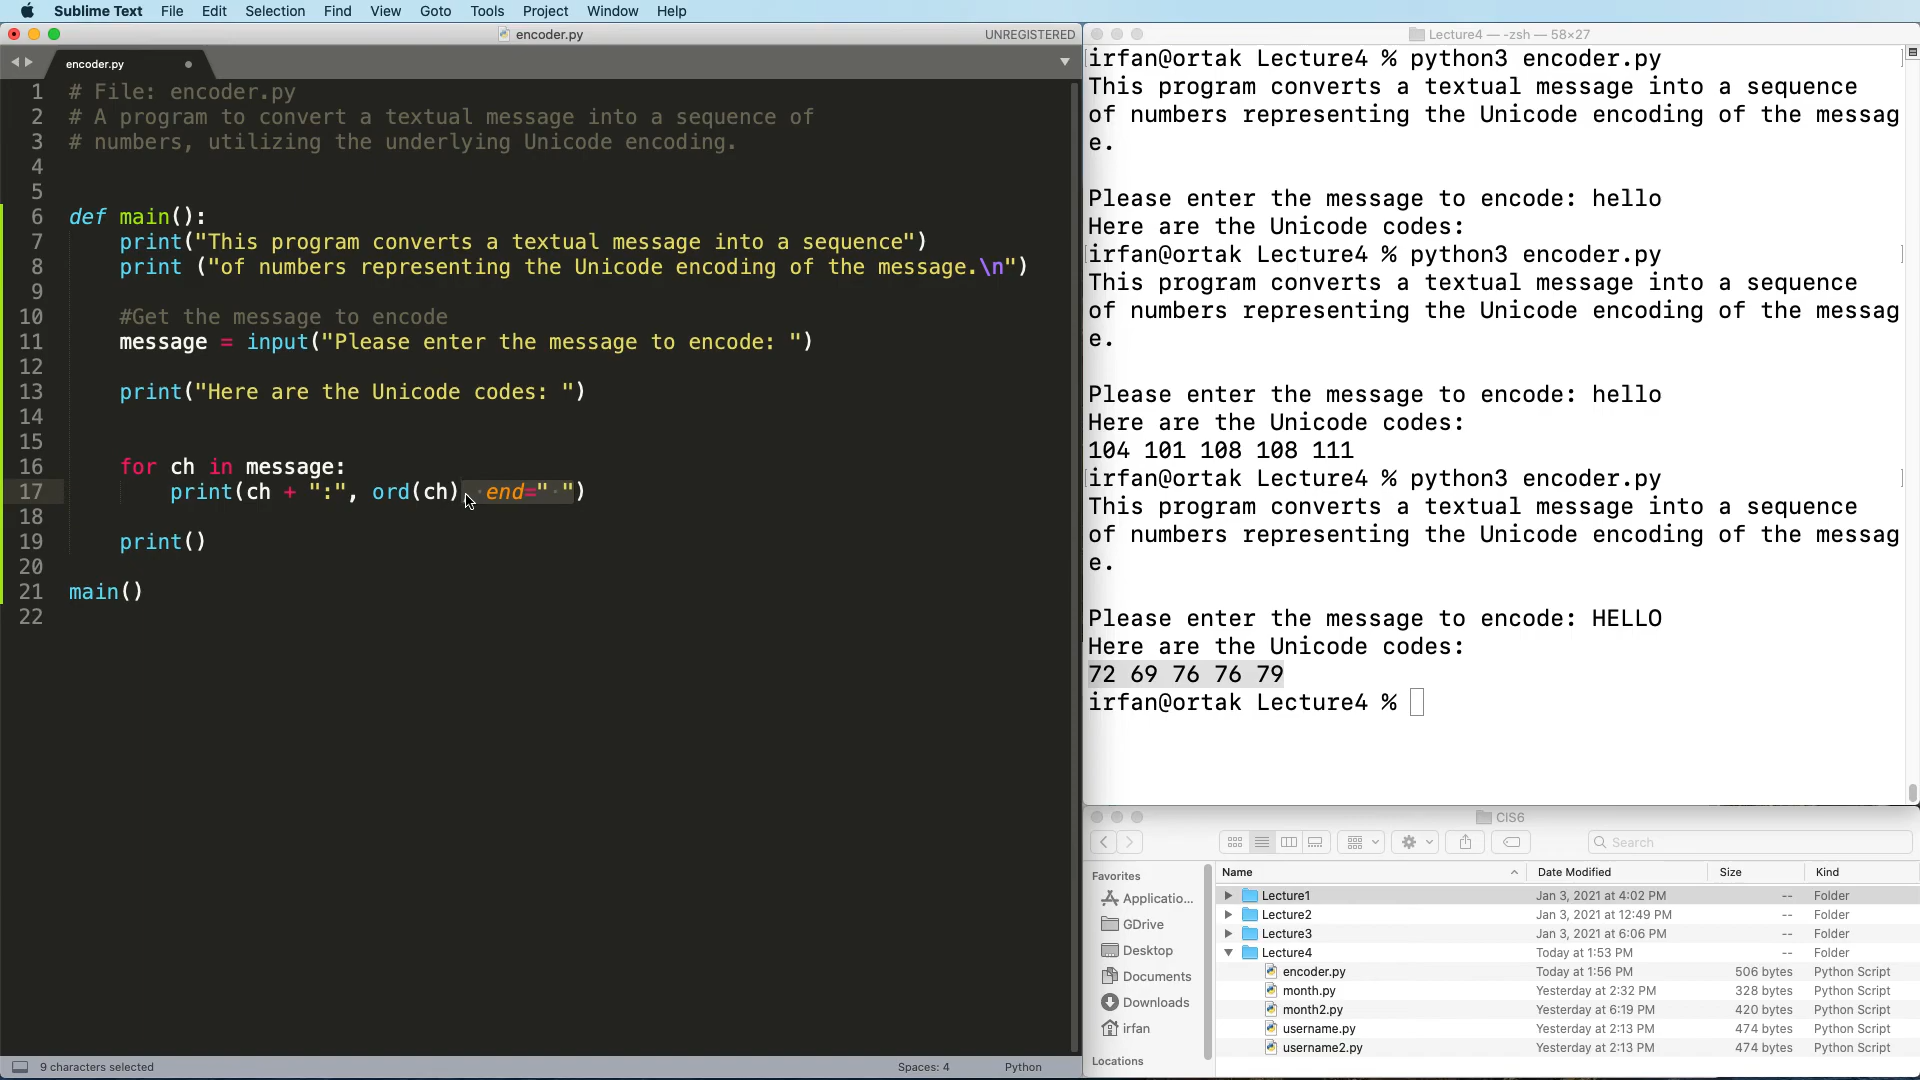 Sublime Text File Edit Selection Find View Goto Tools Project Window Help
encoder.py
UNREGISTERED
encoder.py
1 # File: encoder.py
2 # A program to convert a textual message into a sequence of
3 # numbers, utilizing the underlying Unicode encoding.
4
5
6 def main():
7 print("This program converts a textual message into a sequence")
8 print ("of numbers representing the Unicode encoding of the message.\n")
9
10 #Get the message to encode
11 message = input("Please enter the message to encode: ")
12
13 print("Here are the Unicode codes: ")
14
15
16 for ch in message:
17 print(ch + ":", ord(ch), end=" ")
18
19 print()
20
21 main()
22
9 characters selected
Spaces: 4
Python
Lecture4 — -zsh — 58×27
irfan@ortak Lecture4 % python3 encoder.py
This program converts a textual message into a sequence
of numbers representing the Unicode encoding of the messag
e.
Please enter the message to encode: hello
Here are the Unicode codes:
irfan@ortak Lecture4 % python3 encoder.py
This program converts a textual message into a sequence
of numbers representing the Unicode encoding of the messag
e.
Please enter the message to encode: hello
Here are the Unicode codes:
104 101 108 108 111
irfan@ortak Lecture4 % python3 encoder.py
This program converts a textual message into a sequence
of numbers representing the Unicode encoding of the messag
e.
Please enter the message to encode: HELLO
Here are the Unicode codes:
72 69 76 76 79
irfan@ortak Lecture4 %
CIS6
Search
Favorites
Applicatio...
GDrive
Desktop
Documents
Downloads
irfan
Locations
Name Date Modified Size Kind
Lecture1 Jan 3, 2021 at 4:02 PM -- Folder
Lecture2 Jan 3, 2021 at 12:49 PM -- Folder
Lecture3 Jan 3, 2021 at 6:06 PM -- Folder
Lecture4 Today at 1:53 PM -- Folder
encoder.py Today at 1:56 PM 506 bytes Python Script
month.py Yesterday at 2:32 PM 328 bytes Python Script
month2.py Yesterday at 6:19 PM 420 bytes Python Script
username.py Yesterday at 2:13 PM 474 bytes Python Script
username2.py Yesterday at 2:13 PM 474 bytes Python Script